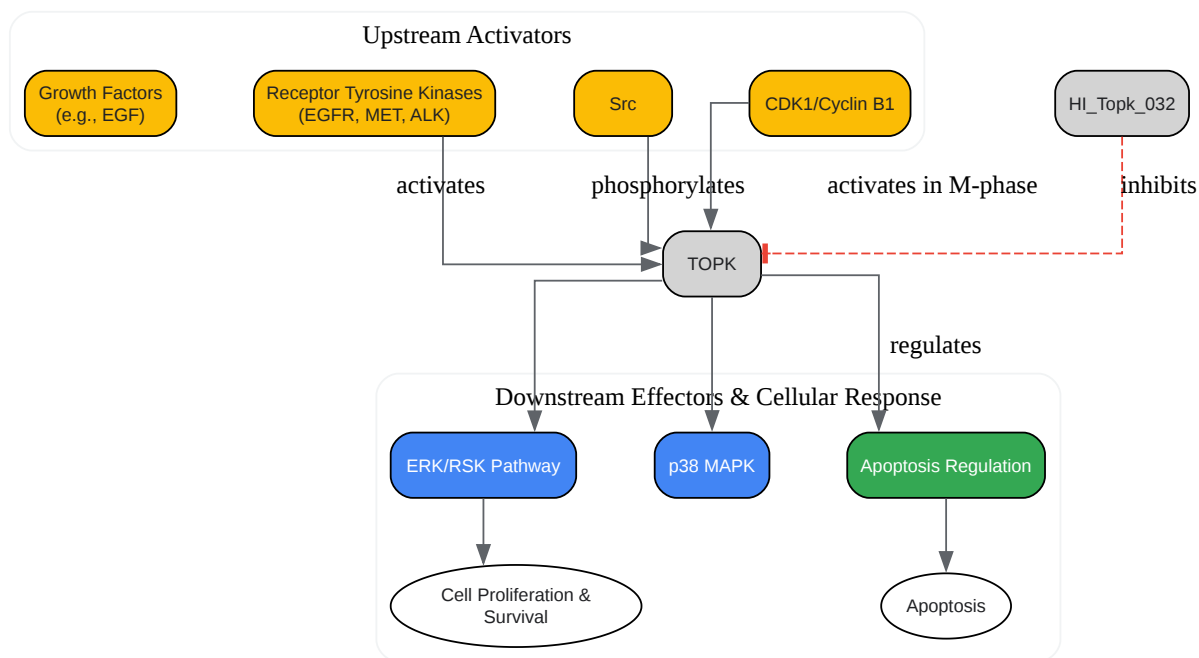 Upstream Activators
Growth Factors
(e.g., EGF)
Receptor Tyrosine Kinases
(EGFR, MET, ALK)
Src
CDK1/Cyclin B1
HI_Topk_032
activates
phosphorylates
activates in M-phase
inhibits
TOPK
regulates
Downstream Effectors & Cellular Response
ERK/RSK Pathway
p38 MAPK
Apoptosis Regulation
Cell Proliferation &
Survival
Apoptosis